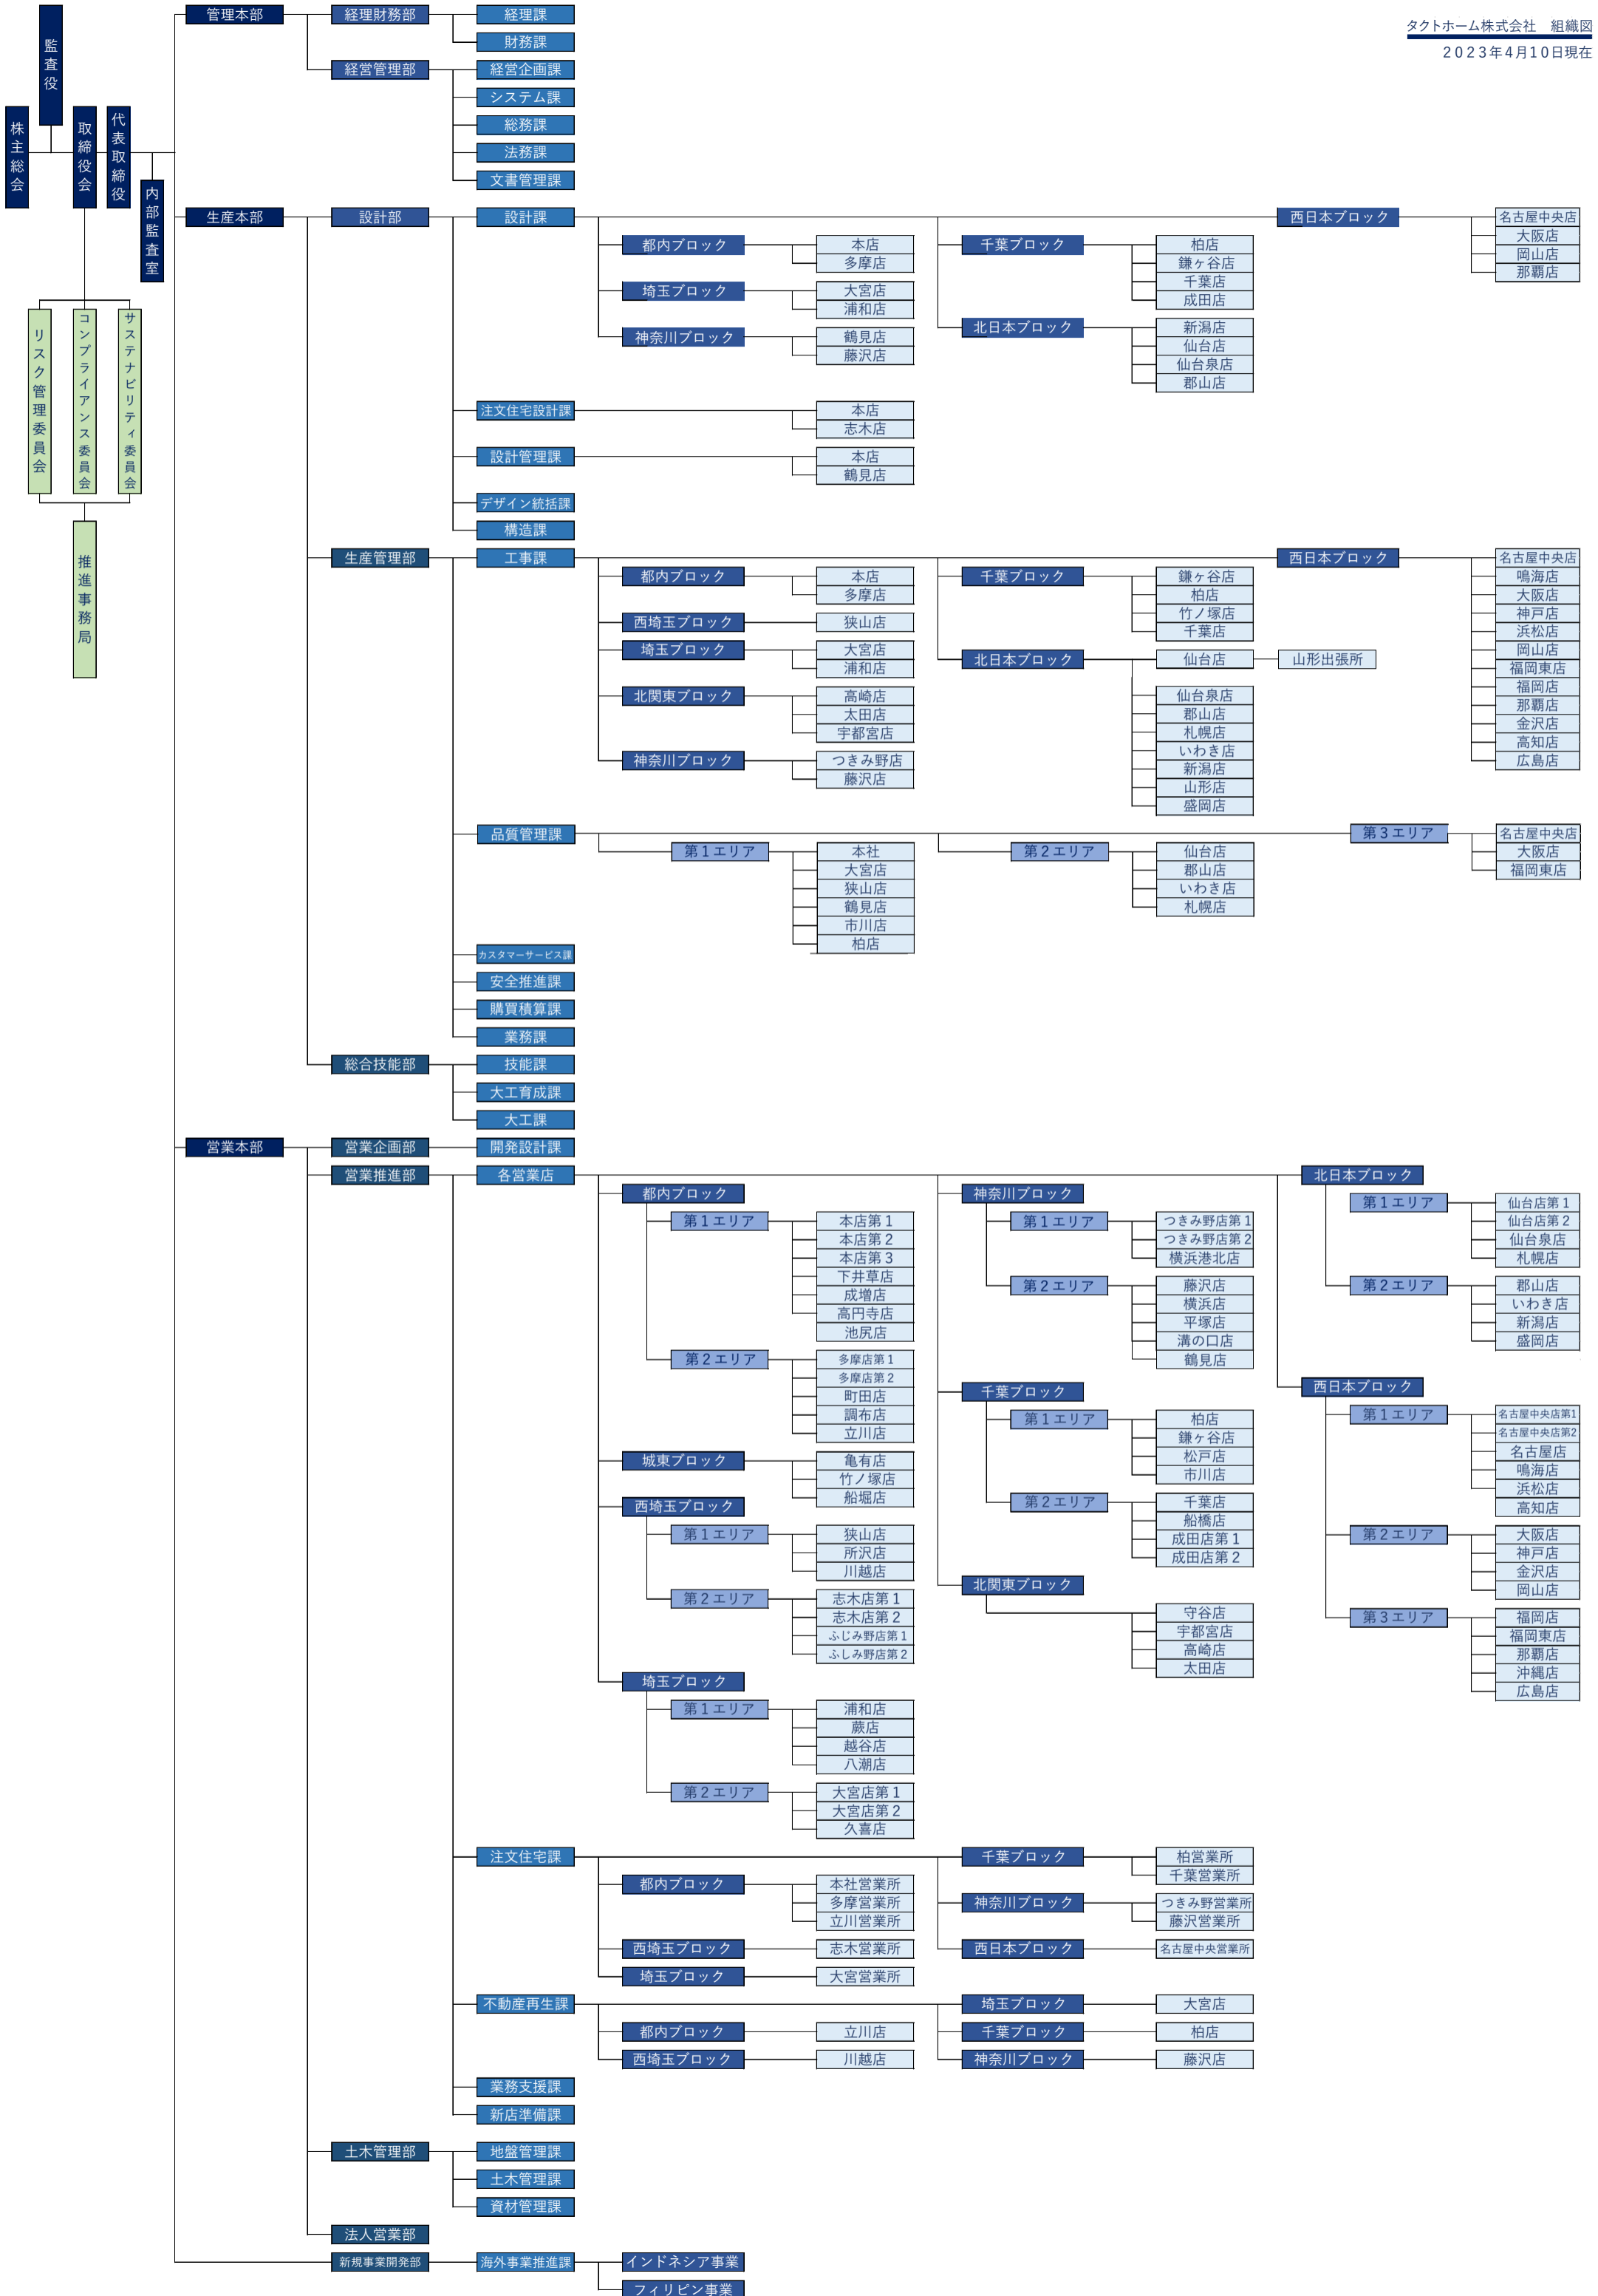 タクトホーム株式会社　組織図
２０２３年４月１０日現在
株主総会
監査役
取締役会
代表取締役
内部監査室
リスク管理委員会
コンプライアンス委員会
サステナビリティ委員会
推進事務局
管理本部
経理財務部
経理課
財務課
経営管理部
経営企画課
システム課
総務課
法務課
文書管理課
生産本部
設計部
設計課
都内ブロック
本店
多摩店
埼玉ブロック
大宮店
浦和店
神奈川ブロック
鶴見店
藤沢店
千葉ブロック
柏店
鎌ヶ谷店
千葉店
成田店
北日本ブロック
新潟店
仙台店
仙台泉店
郡山店
西日本ブロック
名古屋中央店
大阪店
岡山店
那覇店
注文住宅設計課
本店
志木店
設計管理課
本店
鶴見店
デザイン統括課
構造課
生産管理部
工事課
都内ブロック
本店
多摩店
西埼玉ブロック
狭山店
埼玉ブロック
大宮店
浦和店
北関東ブロック
高崎店
太田店
宇都宮店
神奈川ブロック
つきみ野店
藤沢店
千葉ブロック
鎌ヶ谷店
柏店
竹ノ塚店
千葉店
北日本ブロック
仙台店
山形出張所
仙台泉店
郡山店
札幌店
いわき店
新潟店
山形店
盛岡店
西日本ブロック
名古屋中央店
鳴海店
大阪店
神戸店
浜松店
岡山店
福岡東店
福岡店
那覇店
金沢店
高知店
広島店
品質管理課
第１エリア
本社
大宮店
狭山店
鶴見店
市川店
柏店
第２エリア
仙台店
郡山店
いわき店
札幌店
第３エリア
名古屋中央店
大阪店
福岡東店
カスタマーサービス課
安全推進課
購買積算課
業務課
総合技能部
技能課
大工育成課
大工課
営業本部
営業企画部
開発設計課
営業推進部
各営業店
都内ブロック
第１エリア
本店第１
本店第２
本店第３
下井草店
成増店
高円寺店
池尻店
第２エリア
多摩店第１
多摩店第２
町田店
調布店
立川店
城東ブロック
亀有店
竹ノ塚店
船堀店
西埼玉ブロック
第１エリア
狭山店
所沢店
川越店
第２エリア
志木店第１
志木店第２
ふじみ野店第１
ふしみ野店第２
埼玉ブロック
第１エリア
浦和店
蕨店
越谷店
八潮店
第２エリア
大宮店第１
大宮店第２
久喜店
神奈川ブロック
第１エリア
つきみ野店第１
つきみ野店第２
横浜港北店
第２エリア
藤沢店
横浜店
平塚店
溝の口店
鶴見店
千葉ブロック
第１エリア
柏店
鎌ヶ谷店
松戸店
市川店
第２エリア
千葉店
船橋店
成田店第１
成田店第２
北関東ブロック
守谷店
宇都宮店
高崎店
太田店
北日本ブロック
第１エリア
仙台店第１
仙台店第２
仙台泉店
札幌店
第２エリア
郡山店
いわき店
新潟店
盛岡店
西日本ブロック
第１エリア
名古屋中央店第1
名古屋中央店第2
名古屋店
鳴海店
浜松店
高知店
第２エリア
大阪店
神戸店
金沢店
岡山店
第３エリア
福岡店
福岡東店
那覇店
沖縄店
広島店
注文住宅課
都内ブロック
本社営業所
多摩営業所
立川営業所
西埼玉ブロック
志木営業所
埼玉ブロック
大宮営業所
千葉ブロック
柏営業所
千葉営業所
神奈川ブロック
つきみ野営業所
藤沢営業所
西日本ブロック
名古屋中央営業所
不動産再生課
都内ブロック
立川店
西埼玉ブロック
川越店
埼玉ブロック
大宮店
千葉ブロック
柏店
神奈川ブロック
藤沢店
業務支援課
新店準備課
土木管理部
地盤管理課
土木管理課
資材管理課
法人営業部
新規事業開発部
海外事業推進課
インドネシア事業
フィリピン事業